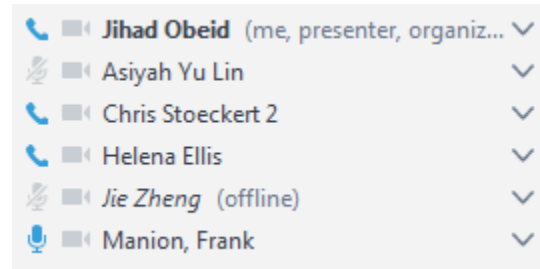 Jihad Obeid (me, presenter, organiz...
Asiyah Yu Lin
Chris Stoeckert 2
Helena Ellis
Jie Zheng (offline)
Manion, Frank